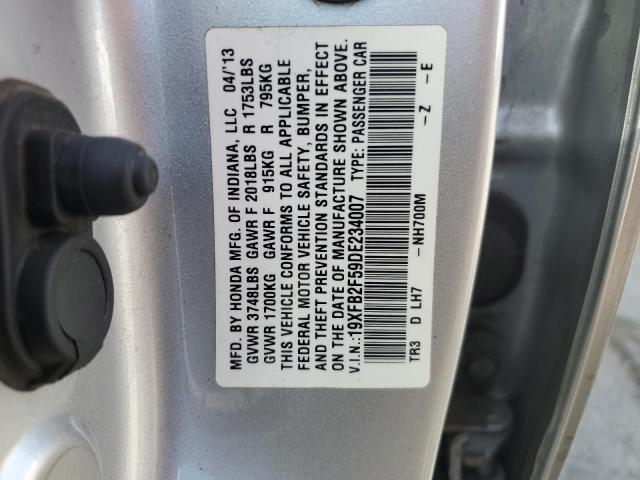 MFD. BY HONDA MFG. OF INDIANA, LLC 04/'13
GVWR 3748LBS GAWR F 2018LBS R 1753LBS
GVWR 1700KG GAWR F 915KG R 795KG
THIS VEHICLE CONFORMS TO ALL APPLICABLE
FEDERAL MOTOR VEHICLE SAFETY, BUMPER,
AND THEFT PREVENTION STANDARDS IN EFFECT
ON THE DATE OF MANUFACTURE SHOWN ABOVE.
V.I.N.:19XFB2F59DE234007 TYPE: PASSENGER CAR
TR3 D LH7 -NH700M -Z -E